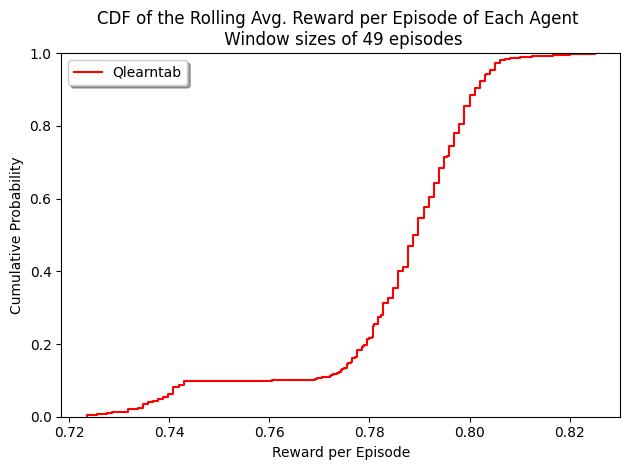 CDF of the Rolling Avg. Reward per Episode of Each Agent
Window sizes of 49 episodes
Qlearntab
Cumulative Probability
1.0
0.8
0.6
0.4
0.2
0.0
0.72 0.74 0.76 0.78 0.80 0.82
Reward per Episode